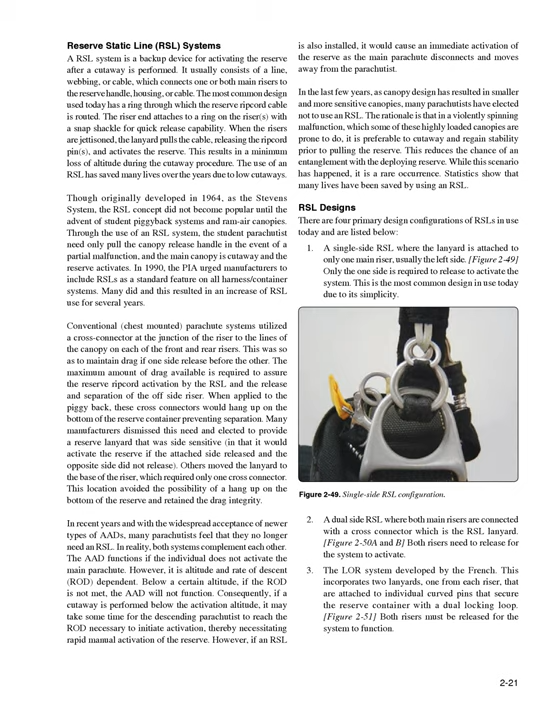 Reserve Static Line (RSL) Systems
A RSL system is a backup device for activating the reserve
after a cutaway is performed. It usually consists of a line,
webbing, or cable, which connects one or both main risers to
the reserve handle, housing, or cable. The most common design
used today has a ring through which the reserve ripcord cable
is routed. The riser end attaches to a ring on the riser(s) with
a snap shackle for quick release capability. When the risers
are jettisoned, the lanyard pulls the cable, releasing the ripcord
pin(s), and activates the reserve. This results in a minimum
loss of altitude during the cutaway procedure. The use of an
RSL has saved many lives over the years due to low cutaways.
Though originally developed in 1964, as the Stevens
System, the RSL concept did not become popular until the
advent of student piggyback systems and ram-air canopies.
Through the use of an RSL system, the student parachutist
need only pull the canopy release handle in the event of a
partial malfunction, and the main canopy is cutaway and the
reserve activates. In 1990, the PIA urged manufacturers to
include RSLs as a standard feature on all harness/container
systems. Many did and this resulted in an increase of RSL
use for several years.
Conventional (chest mounted) parachute systems utilized
a cross-connector at the junction of the riser to the lines of
the canopy on each of the front and rear risers. This was so
as to maintain drag if one side release before the other. The
maximum amount of drag available is required to assure
the reserve ripcord activation by the RSL and the release
and separation of the off side riser. When applied to the
piggy back, these cross connectors would hang up on the
bottom of the reserve container preventing separation. Many
manufacturers dismissed this need and elected to provide
a reserve lanyard that was side sensitive (in that it would
activate the reserve if the attached side released and the
opposite side did not release). Others moved the lanyard to
the base of the riser, which required only one cross connector.
This location avoided the possibility of a hang up on the
bottom of the reserve and retained the drag integrity.
In recent years and with the widespread acceptance of newer
types of AADs, many parachutists feel that they no longer
need an RSL. In reality, both systems complement each other.
The AAD functions if the individual does not activate the
main parachute. However, it is altitude and rate of descent
(ROD) dependent. Below a certain altitude, if the ROD
is not met, the AAD will not function. Consequently, if a
cutaway is performed below the activation altitude, it may
take some time for the descending parachutist to reach the
ROD necessary to initiate activation, thereby necessitating
rapid manual activation of the reserve. However, if an RSL
is also installed, it would cause an immediate activation of
the reserve as the main parachute disconnects and moves
away from the parachutist.
In the last few years, as canopy design has resulted in smaller
and more sensitive canopies, many parachutists have elected
not to use an RSL. The rationale is that in a violently spinning
malfunction, which some of these highly loaded canopies are
prone to do, it is preferable to cutaway and regain stability
prior to pulling the reserve. This reduces the chance of an
entanglement with the deploying reserve. While this scenario
has happened, it is a rare occurrence. Statistics show that
many lives have been saved by using an RSL.
RSL Designs
There are four primary design configurations of RSLs in use
today and are listed below:
1. A single-side RSL where the lanyard is attached to
only one main riser, usually the left side. [Figure 2-49]
Only the one side is required to release to activate the
system. This is the most common design in use today
due to its simplicity.
Figure 2-49. Single-side RSL configuration.
2. A dual side RSL where both main risers are connected
with a cross connector which is the RSL lanyard.
[Figure 2-50A and B] Both risers need to release for
the system to activate.
3. The LOR system developed by the French. This
incorporates two lanyards, one from each riser, that
are attached to individual curved pins that secure
the reserve container with a dual locking loop.
[Figure 2-51] Both risers must be released for the
system to function.
2-21